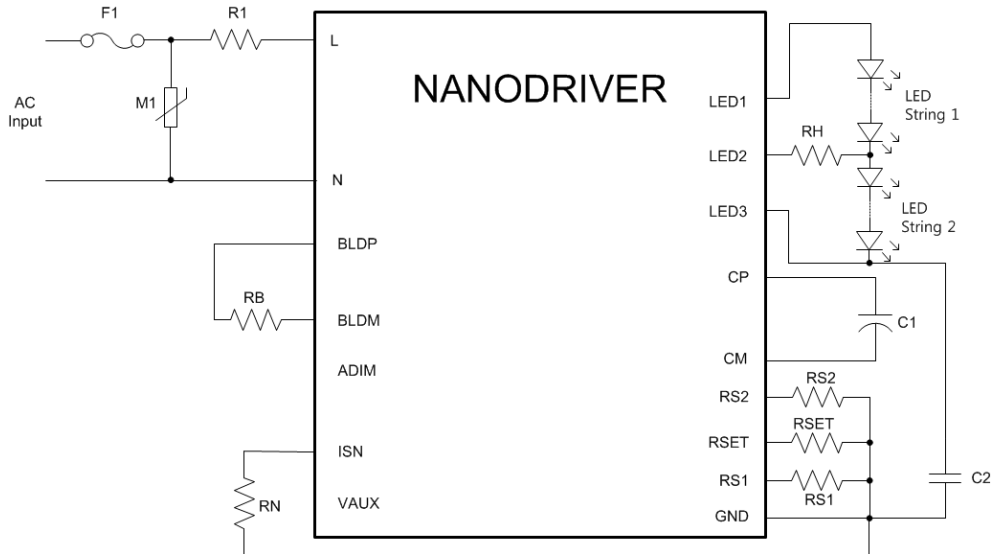 F1
R1
L
NANODRIVER
AC
Input
M1
LED1
LED
String 1
RH
LED2
N
LED3
LED
String 2
BLDP
CP
RB
BLDM
C1
CM
ADIM
RS2
RS2
RSET
RSET
ISN
RS1
RS1
C2
RN
VAUX
GND